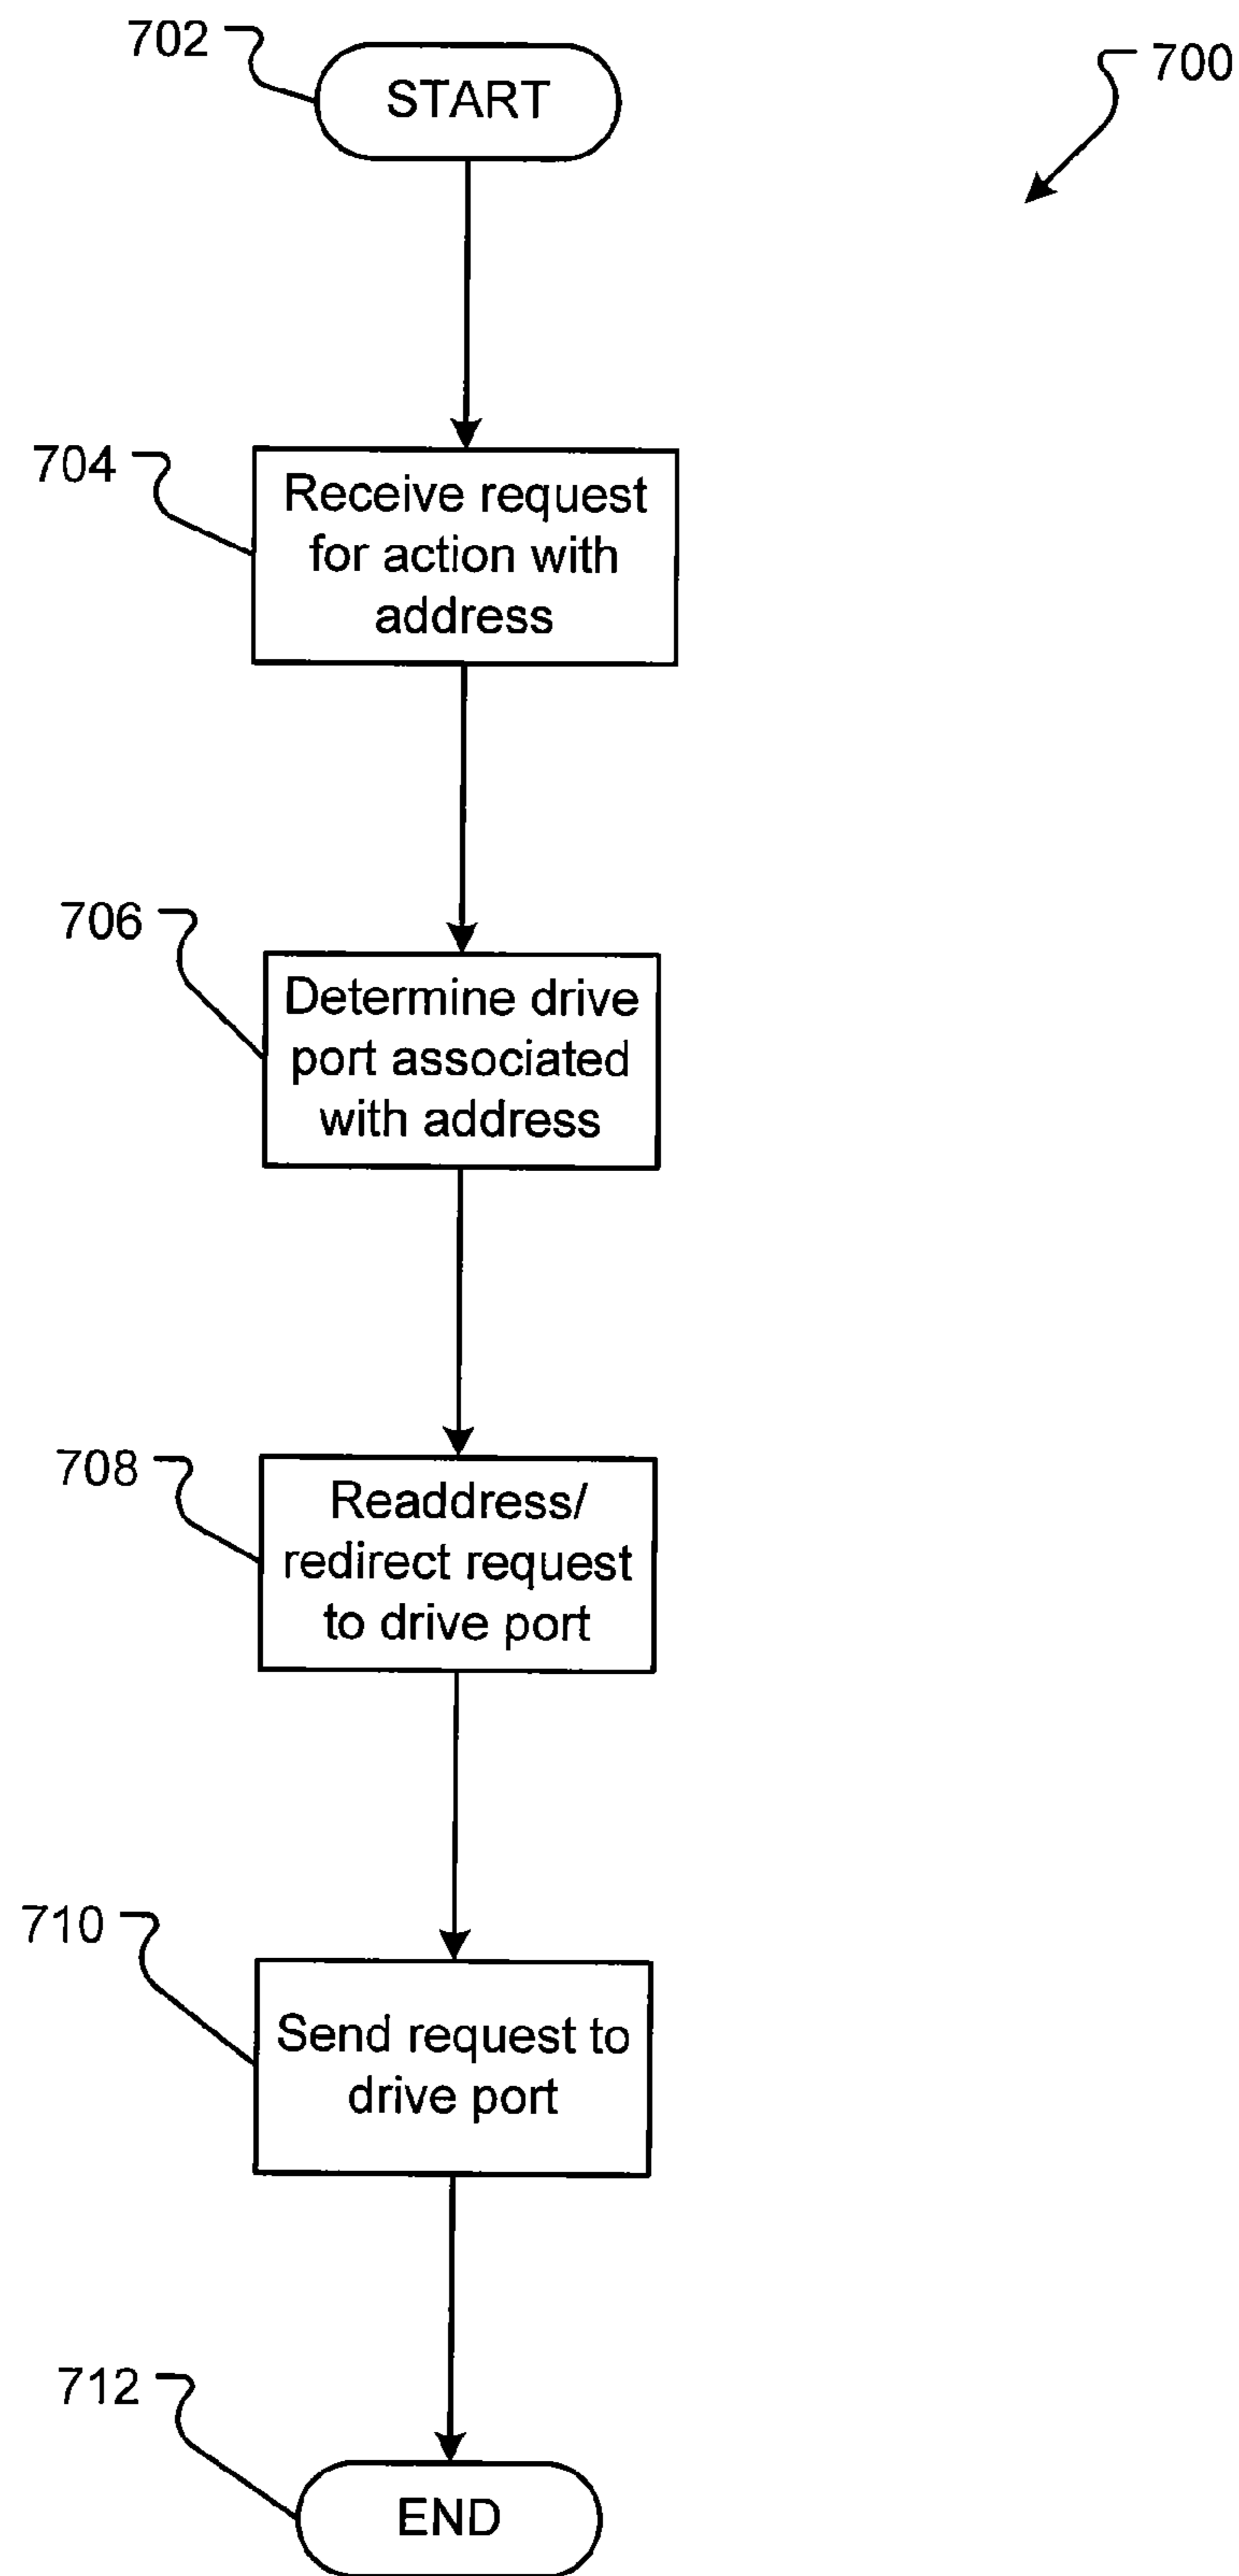 702
START
700
704
Receive request
for action with
address
706
Determine drive
port associated
with address
708
Readdress/
redirect request
to drive port
710
Send request to
drive port
712
END